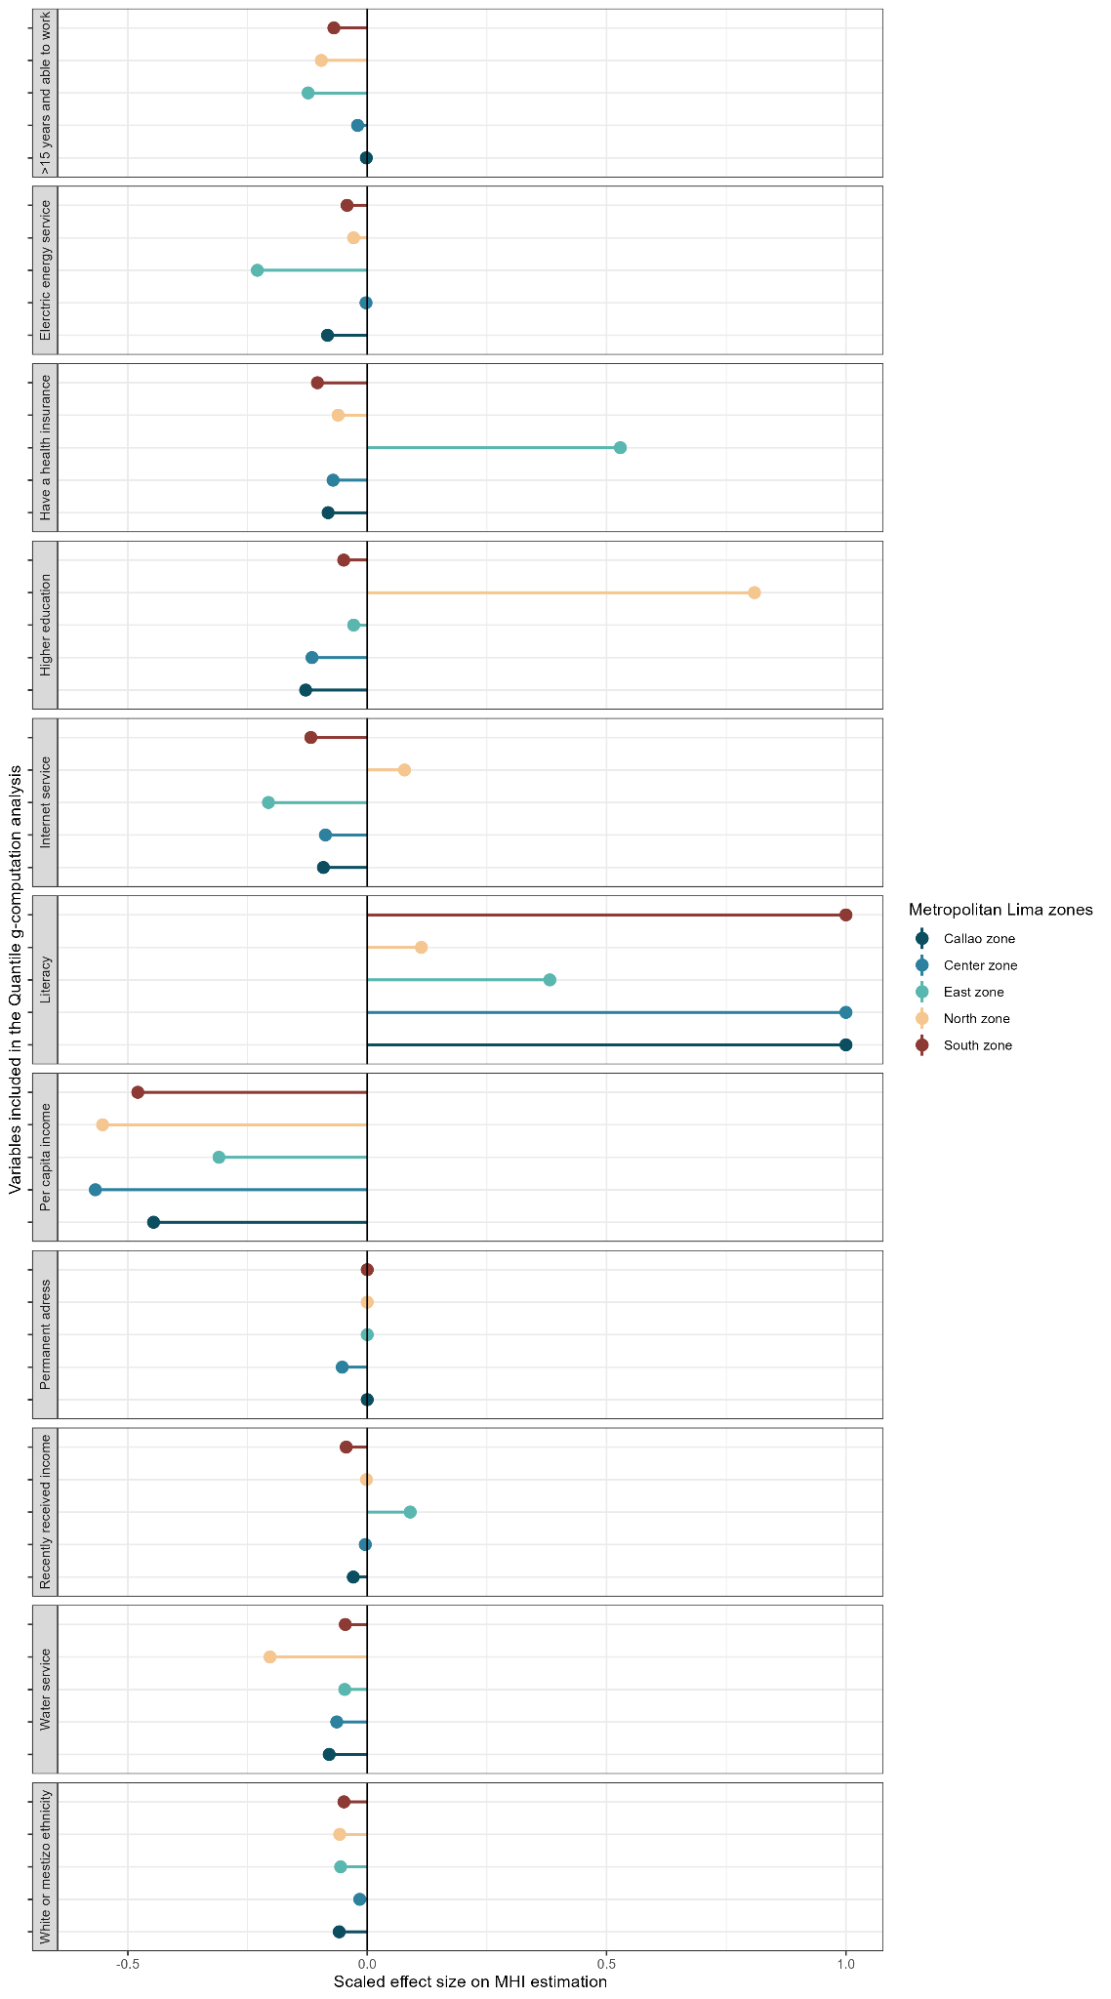 Variables included in the Quantile g-computation analysis
>15 years and able to work
Elerctric energy service
Have a health insurance
Higher education
Internet service
Literacy
Per capita income
Permanent adress
Recently received income
Water service
White or mestizo ethnicity
-0.5 0.0 0.5 1.0
Scaled effect size on MHI estimation
Metropolitan Lima zones
Callao zone
Center zone
East zone
North zone
South zone